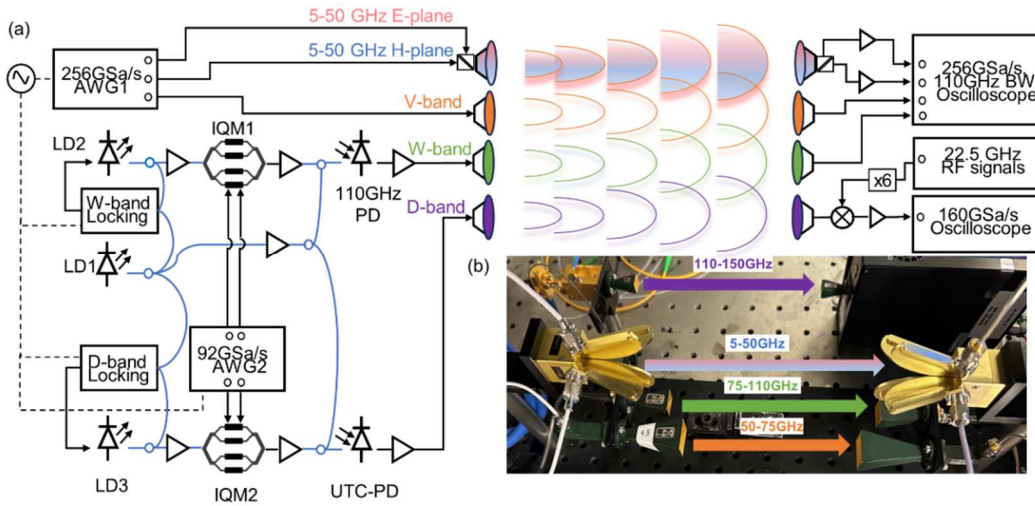 (a)
5-50 GHz E-plane
5-50 GHz H-plane
256GSa/s
AWG1
V-band
256GSa/s
110GHz BW
Oscilloscope
LD2
IQM1
W-band
110GHz
PD
W-band
Locking
D-band
x6
22.5 GHz
RF signals
160GSa/s
Oscilloscope
LD1
92GSa/s
AWG2
D-band
Locking
LD3
IQM2
UTC-PD
(b)
110-150GHz
5-50GHz
75-110GHz
50-75GHz